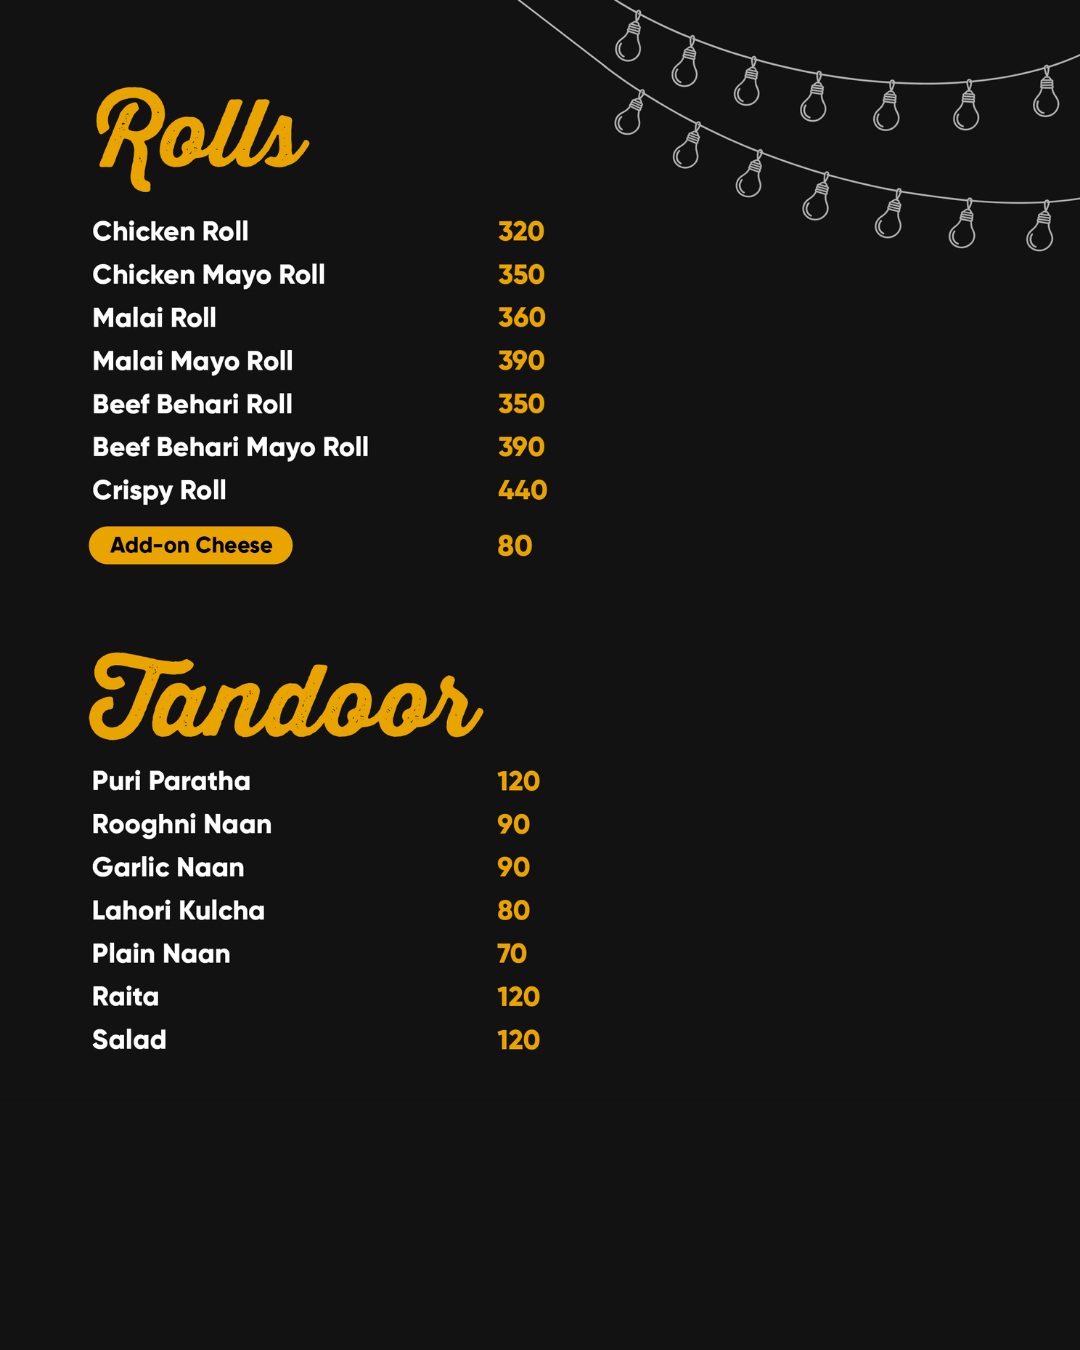 Rolls
Chicken Roll 320
Chicken Mayo Roll 350
Malai Roll 360
Malai Mayo Roll 390
Beef Behari Roll 350
Beef Behari Mayo Roll 390
Crispy Roll 440
Add-on Cheese 80
Tandoor
Puri Paratha 120
Rooghni Naan 90
Garlic Naan 90
Lahori Kulcha 80
Plain Naan 70
Raita 120
Salad 120